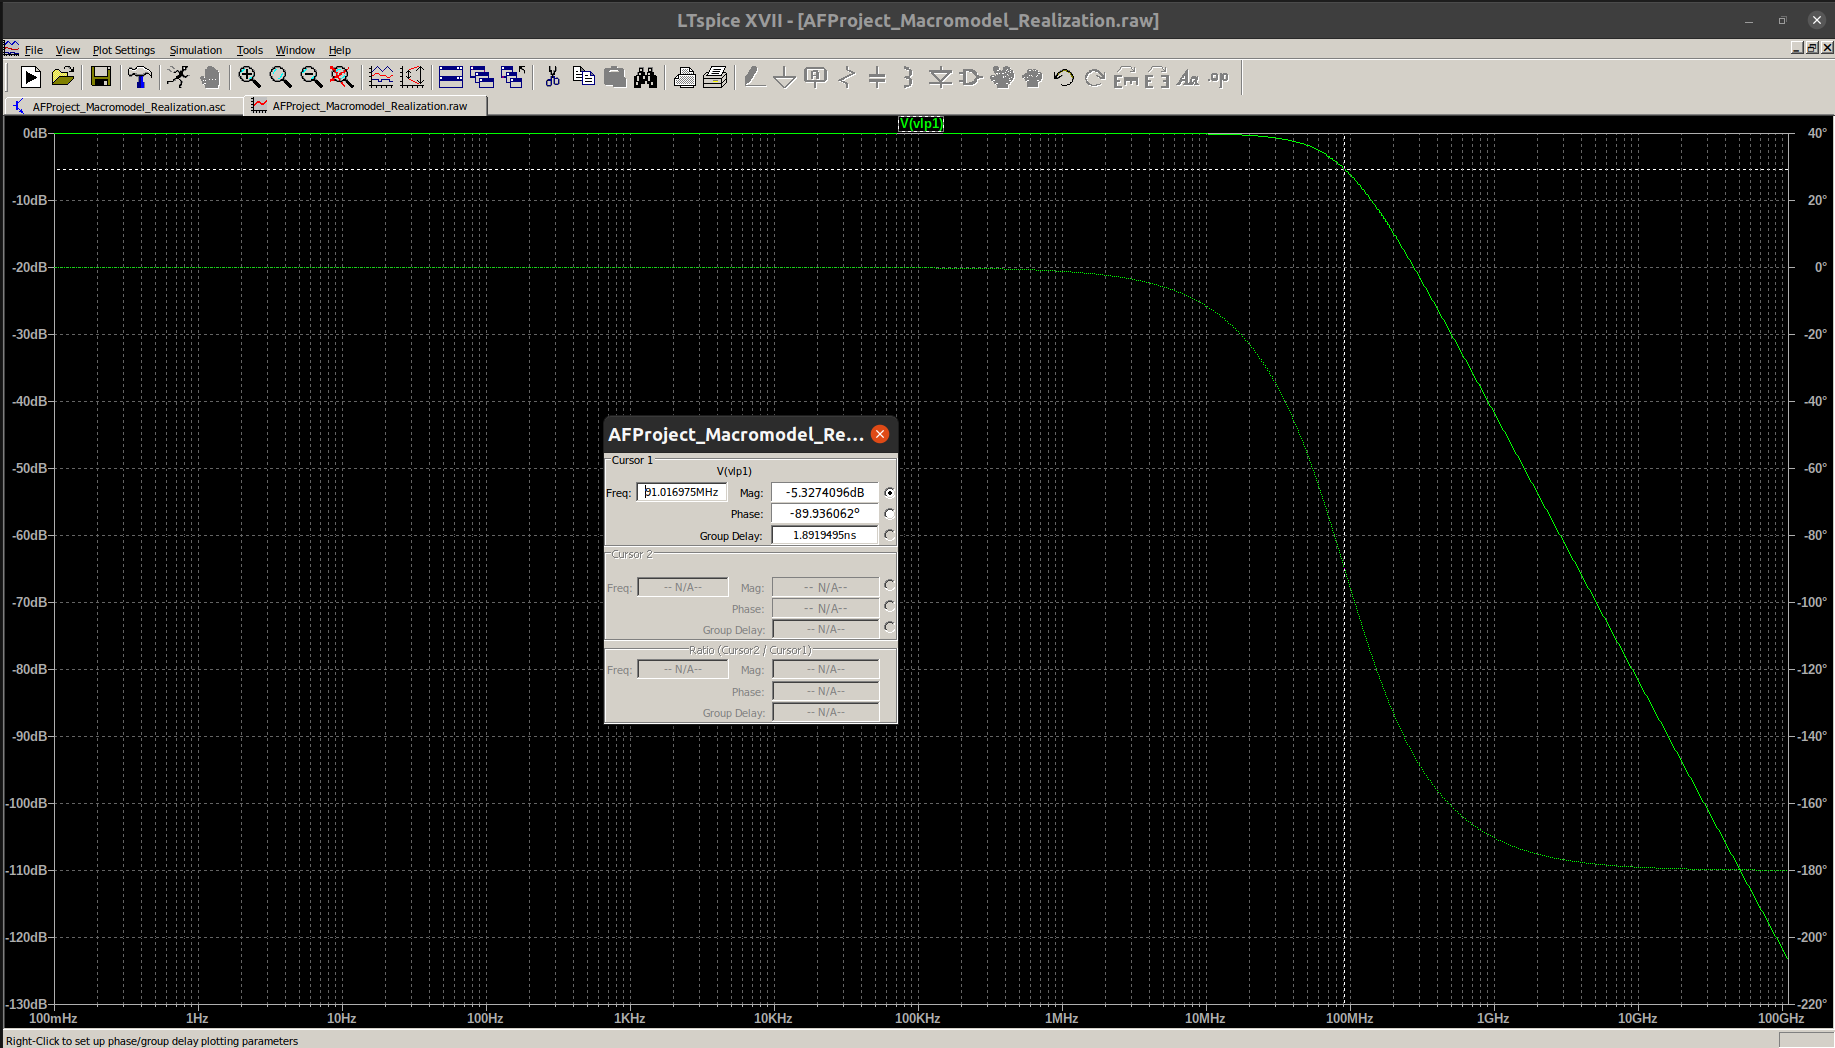 LTspice XVII - [AFProject_Macromodel_Realization.raw]
File View Plot Settings Simulation Tools Window Help
AFProject_Macromodel_Realization.asc AFProject_Macromodel_Realization.raw
V(vlp1)
0dB 40°
-10dB 20°
-20dB 0°
-30dB -20°
-40dB -40°
-50dB -60°
-60dB -80°
-70dB -100°
-80dB -120°
-90dB -140°
-100dB -160°
-110dB -180°
-120dB -200°
-130dB -220°
100mHz 1Hz 10Hz 100Hz 1KHz 10KHz 100KHz 1MHz 10MHz 100MHz 1GHz 10GHz 100GHz
AFProject_Macromodel_Re...
Cursor 1
V(vlp1)
Freq: 91.016975MHz Mag: -5.3274096dB
Phase: -89.936062°
Group Delay: 1.8919495ns
Cursor 2
Freq: -- N/A-- Mag: -- N/A--
Phase: -- N/A--
Group Delay: -- N/A--
Ratio (Cursor2 / Cursor1)
Freq: -- N/A-- Mag: -- N/A--
Phase: -- N/A--
Group Delay: -- N/A--
Right-Click to set up phase/group delay plotting parameters